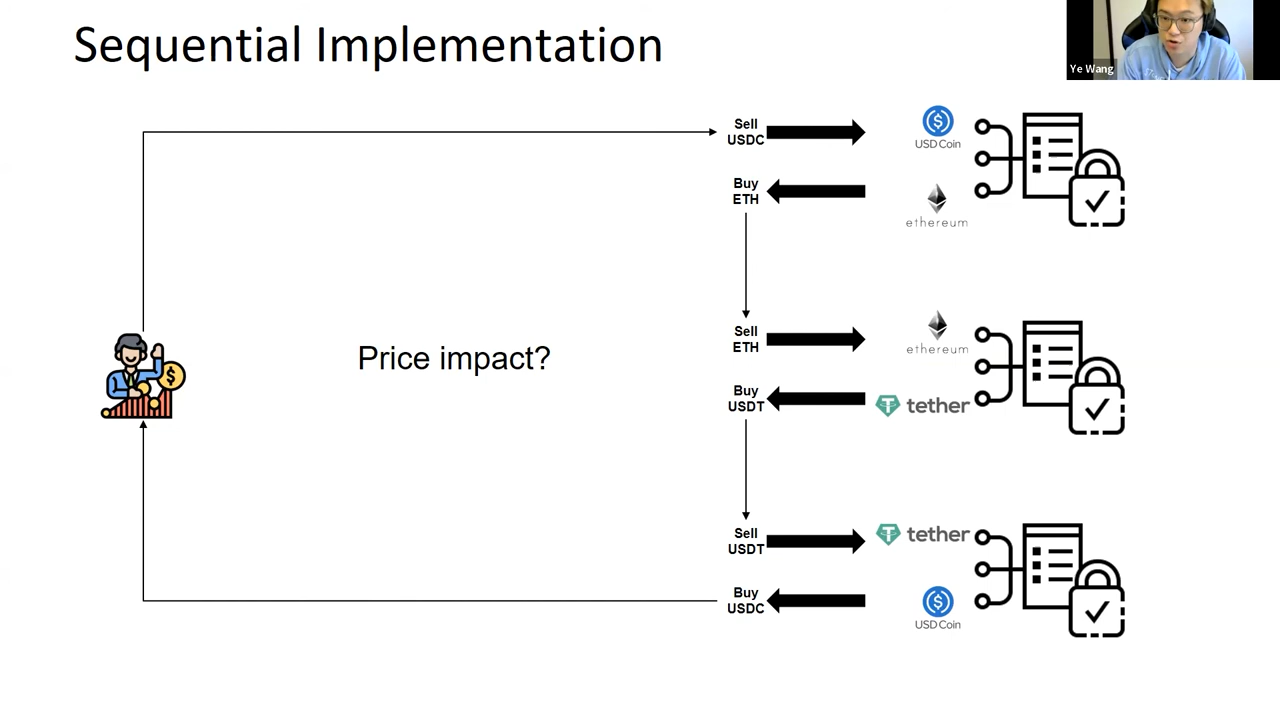 Sequential Implementation
Ye Wang
Sell
USDC
USD Coin
Buy
ETH
ethereum
Price impact?
Sell
ETH
ethereum
Buy
USDT
tether
Sell
USDT
tether
Buy
USDC
USD Coin